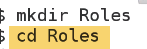 $ mkdir Roles
$ cd Roles